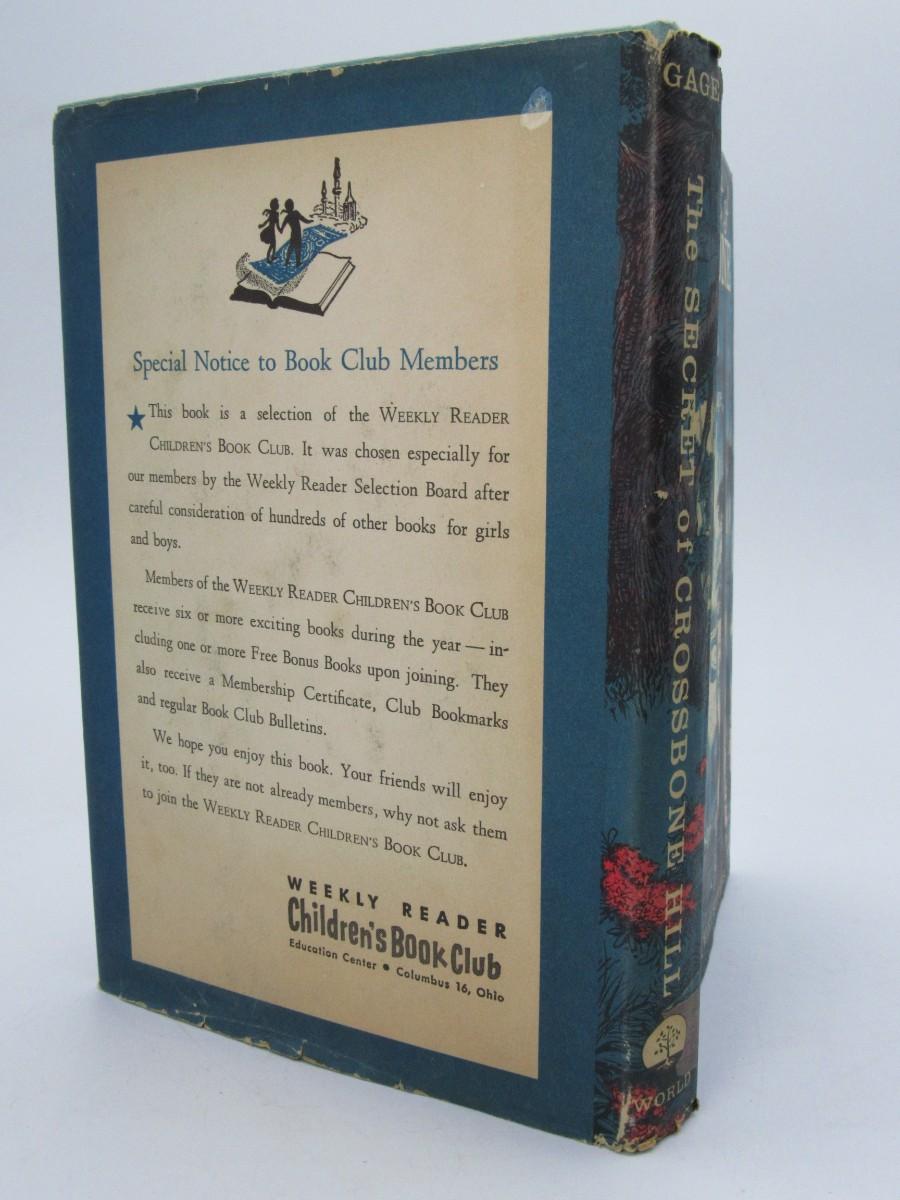 Special Notice to Book Club Members
★ This book is a selection of the WEEKLY READER
CHILDREN'S BOOK CLUB. It was chosen especially for
our members by the Weekly Reader Selection Board after
careful consideration of hundreds of other books for girls
and boys.
Members of the WEEKLY READER CHILDREN'S BOOK CLUB
receive six or more exciting books during the year — in-
cluding one or more Free Bonus Books upon joining. They
also receive a Membership Certificate, Club Bookmarks
and regular Book Club Bulletins.
We hope you enjoy this book. Your friends will enjoy
it, too. If they are not already members, why not ask them
to join the WEEKLY READER CHILDREN'S BOOK CLUB.
WEEKLY READER
Children's Book Club
Education Center • Columbus 16, Ohio
GAGE
The SECRET of CROSSBONE HILL
WORLD